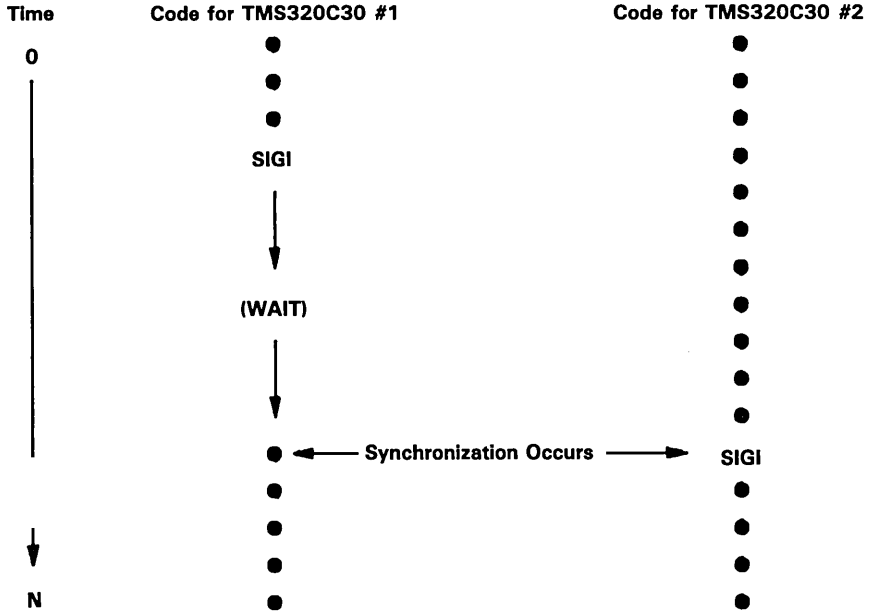 Time
Code for TMS320C30 #1
Code for TMS320C30 #2
0
SIGI
(WAIT)
Synchronization Occurs
SIGI
N